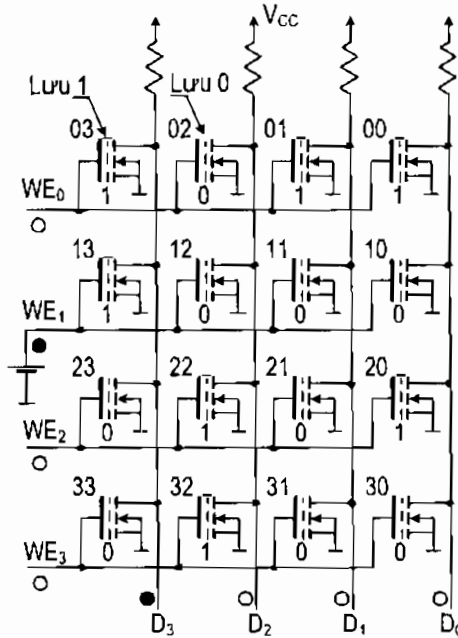 VCC
Lưu 1 Lưu 0
03 02 01 00
WE0
1 0 1 1
13 12 11 10
WE1
1 0 0 0
23 22 21 20
WE2
0 1 0 1
33 32 31 30
WE3
0 1 0 0
D3 D2 D1